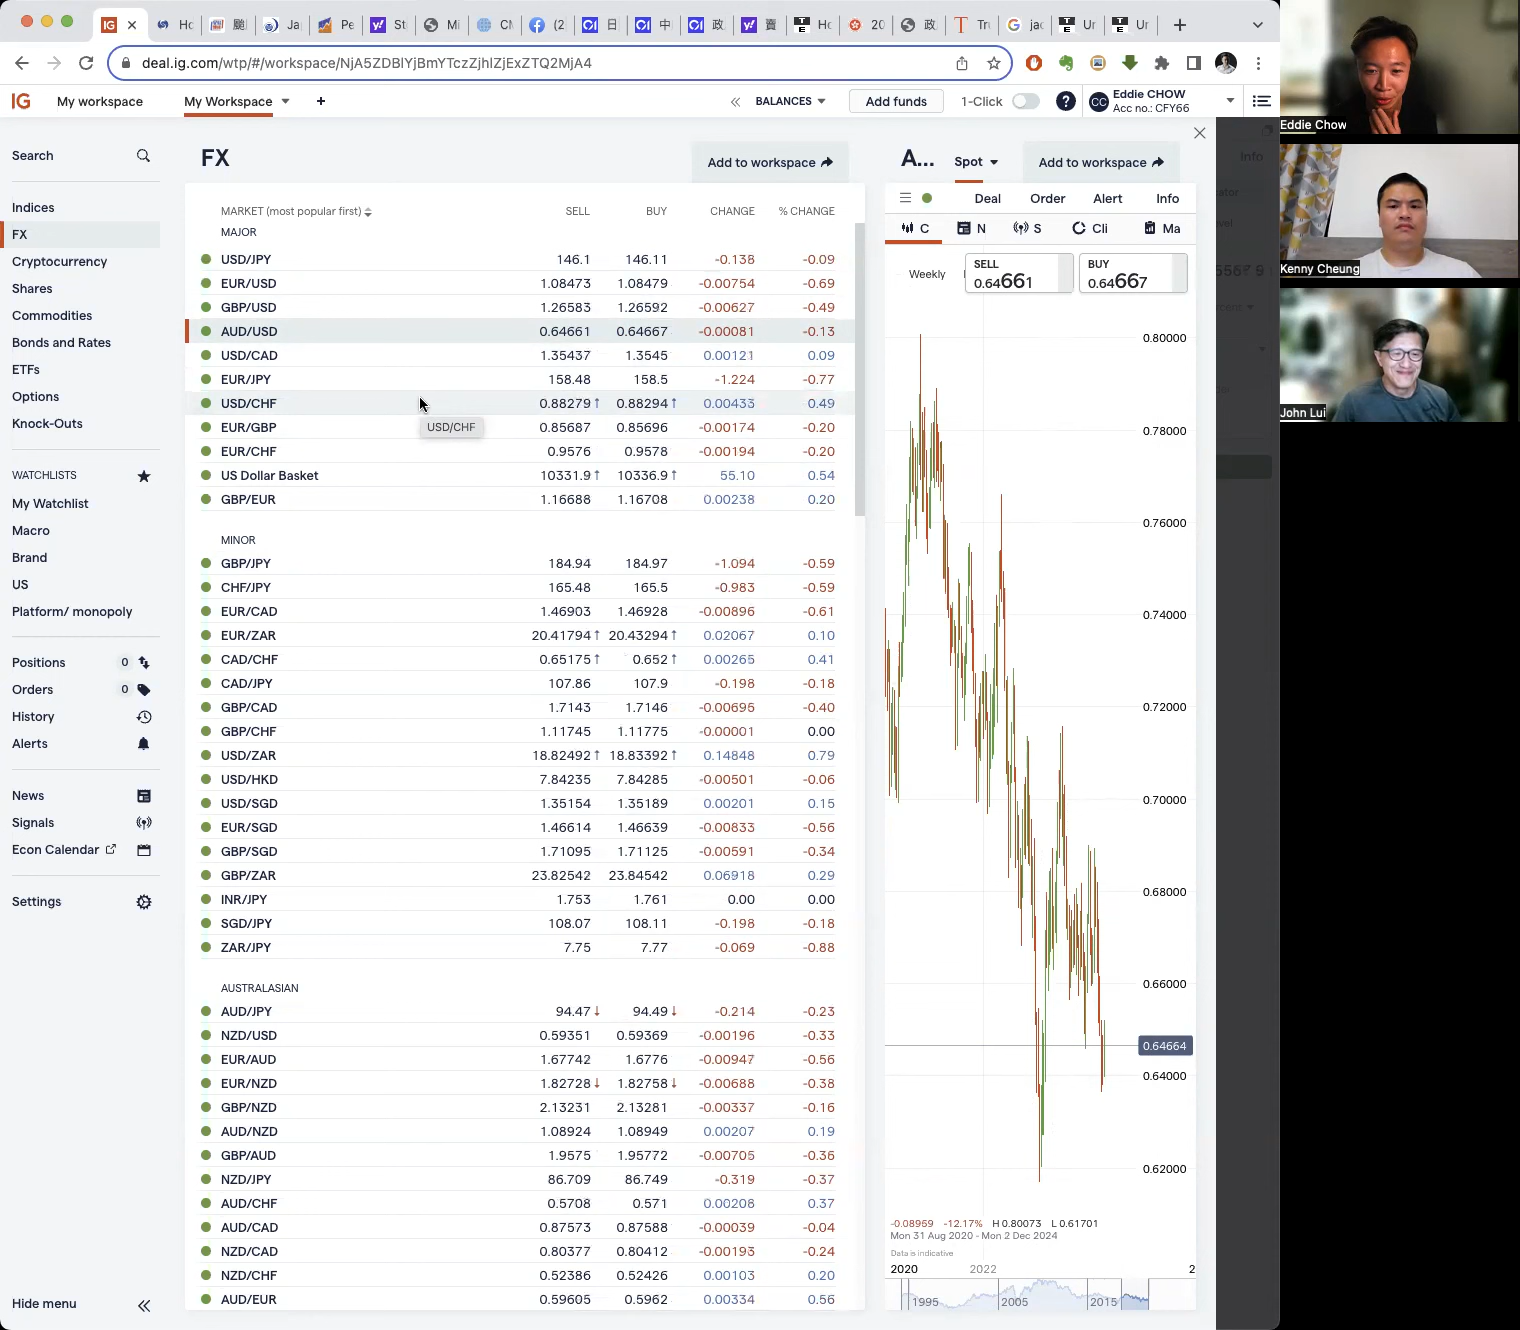 IG
Hc
Ja
Pe
St
Mi
CM
(2
日
中
政
賣
Hc
20
政
Tru
jac
Ur
Ur
deal.ig.com/wtp/#/workspace/NjA5ZDBlYjBmYTczZjhlZjExZTQ2MjA4
IG
My workspace
My Workspace
BALANCES
Add funds
1-Click
?
CC
Eddie CHOW
Acc no.: CFY66
Search
Indices
FX
Cryptocurrency
Shares
Commodities
Bonds and Rates
ETFs
Options
Knock-Outs
WATCHLISTS
My Watchlist
Macro
Brand
US
Platform/ monopoly
Positions 0
Orders 0
History
Alerts
News
Signals
Econ Calendar
Settings
Hide menu
FX
Add to workspace
MARKET (most popular first) SELL BUY CHANGE % CHANGE
MAJOR
USD/JPY 146.1 146.11 -0.138 -0.09
EUR/USD 1.08473 1.08479 -0.00754 -0.69
GBP/USD 1.26583 1.26592 -0.00627 -0.49
AUD/USD 0.64661 0.64667 -0.00081 -0.13
USD/CAD 1.35437 1.3545 0.00121 0.09
EUR/JPY 158.48 158.5 -1.224 -0.77
USD/CHF 0.88279↑ 0.88294↑ 0.00433 0.49
USD/CHF
EUR/GBP 0.85687 0.85696 -0.00174 -0.20
EUR/CHF 0.9576 0.9578 -0.00194 -0.20
US Dollar Basket 10331.9↑ 10336.9↑ 55.10 0.54
GBP/EUR 1.16688 1.16708 0.00238 0.20
MINOR
GBP/JPY 184.94 184.97 -1.094 -0.59
CHF/JPY 165.48 165.5 -0.983 -0.59
EUR/CAD 1.46903 1.46928 -0.00896 -0.61
EUR/ZAR 20.41794↑ 20.43294↑ 0.02067 0.10
CAD/CHF 0.65175↑ 0.652↑ 0.00265 0.41
CAD/JPY 107.86 107.9 -0.198 -0.18
GBP/CAD 1.7143 1.7146 -0.00695 -0.40
GBP/CHF 1.11745 1.11775 -0.00001 0.00
USD/ZAR 18.82492↑ 18.83392↑ 0.14848 0.79
USD/HKD 7.84235 7.84285 -0.00501 -0.06
USD/SGD 1.35154 1.35189 0.00201 0.15
EUR/SGD 1.46614 1.46639 -0.00833 -0.56
GBP/SGD 1.71095 1.71125 -0.00591 -0.34
GBP/ZAR 23.82542 23.84542 0.06918 0.29
INR/JPY 1.753 1.761 0.00 0.00
SGD/JPY 108.07 108.11 -0.198 -0.18
ZAR/JPY 7.75 7.77 -0.069 -0.88
AUSTRALASIAN
AUD/JPY 94.47↓ 94.49↓ -0.214 -0.23
NZD/USD 0.59351 0.59369 -0.00196 -0.33
EUR/AUD 1.67742 1.6776 -0.00947 -0.56
EUR/NZD 1.82728↓ 1.82758↓ -0.00688 -0.38
GBP/NZD 2.13231 2.13281 -0.00337 -0.16
AUD/NZD 1.08924 1.08949 0.00207 0.19
GBP/AUD 1.9575 1.95772 -0.00705 -0.36
NZD/JPY 86.709 86.749 -0.319 -0.37
AUD/CHF 0.5708 0.571 0.00208 0.37
AUD/CAD 0.87573 0.87588 -0.00039 -0.04
NZD/CAD 0.80377 0.80412 -0.00193 -0.24
NZD/CHF 0.52386 0.52426 0.00103 0.20
AUD/EUR 0.59605 0.5962 0.00334 0.56
A...
Spot
Add to workspace
Deal Order Alert Info
C N S Cli Ma
Weekly
SELL
0.64661
BUY
0.64667
0.80000
0.78000
0.76000
0.74000
0.72000
0.70000
0.68000
0.66000
0.64664
0.64000
0.62000
-0.08969 -12.17% H 0.80073 L 0.61701
Mon 31 Aug 2020 - Mon 2 Dec 2024
Data is indicative
2020 2022 2
1995 2005 2015
Info
Eddie Chow
Kenny Cheung
John Lui